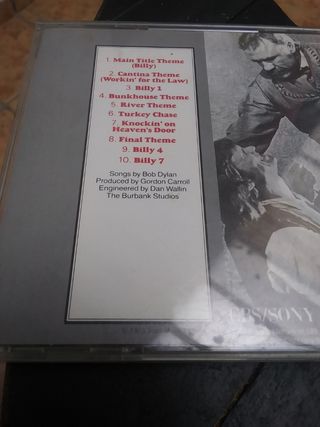 1. Main Title Theme
(Billy)
2. Cantina Theme
(Workin' for the Law)
3. Billy 1
4. Bunkhouse Theme
5. River Theme
6. Turkey Chase
7. Knockin' on
Heaven's Door
8. Final Theme
9. Billy 4
10. Billy 7
Songs by Bob Dylan
Produced by Gordon Carroll
Engineered by Dan Wallin
The Burbank Studios
CBS/SONY